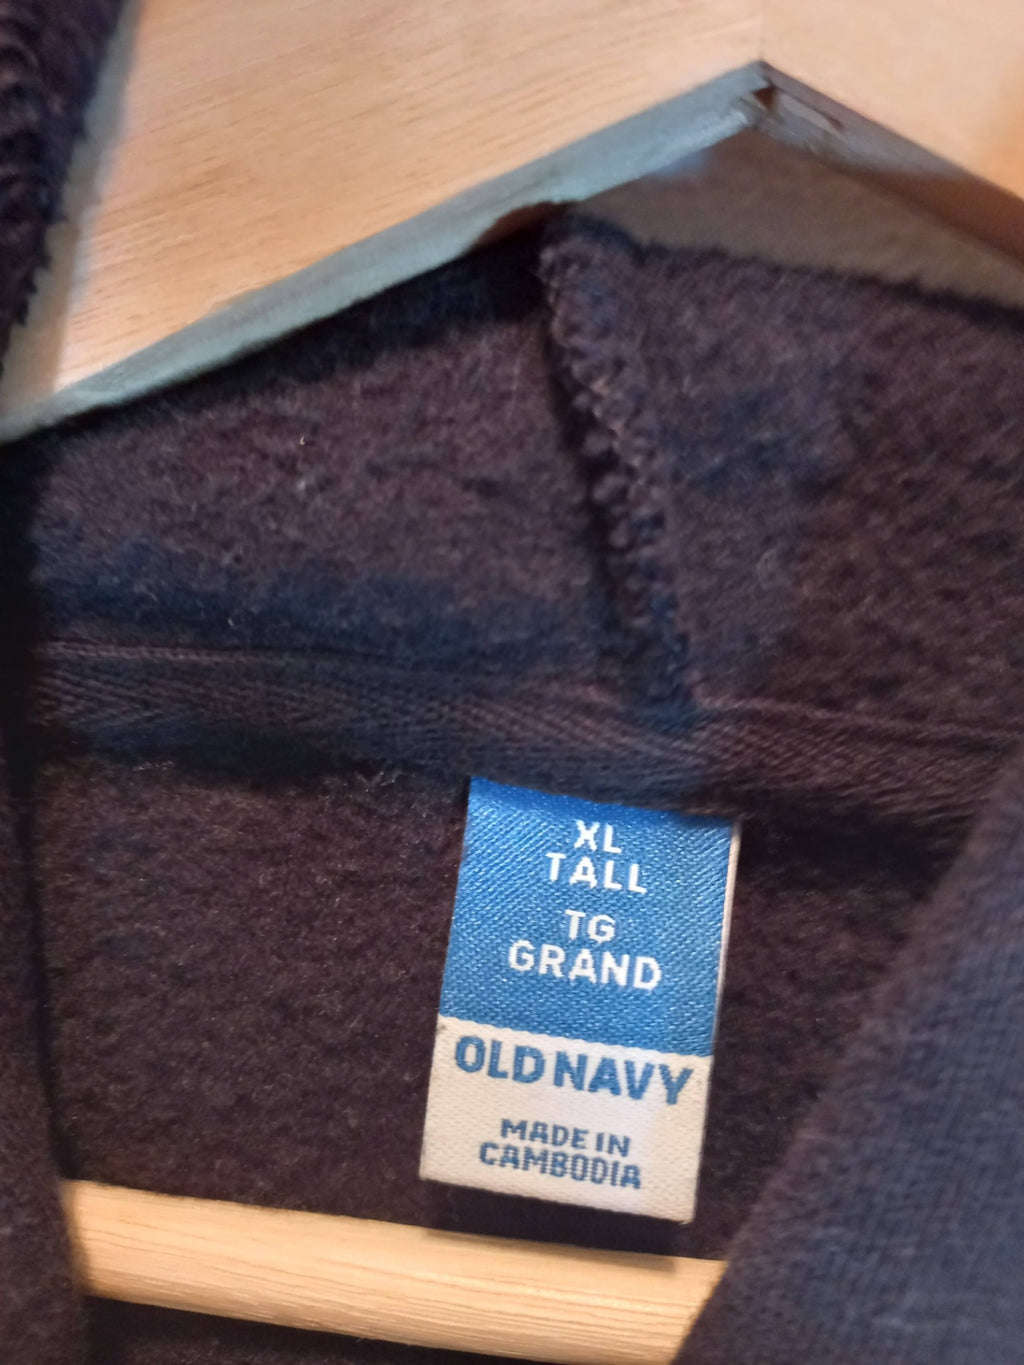 XL
TALL
TG
GRAND
OLD NAVY
MADE IN
CAMBODIA